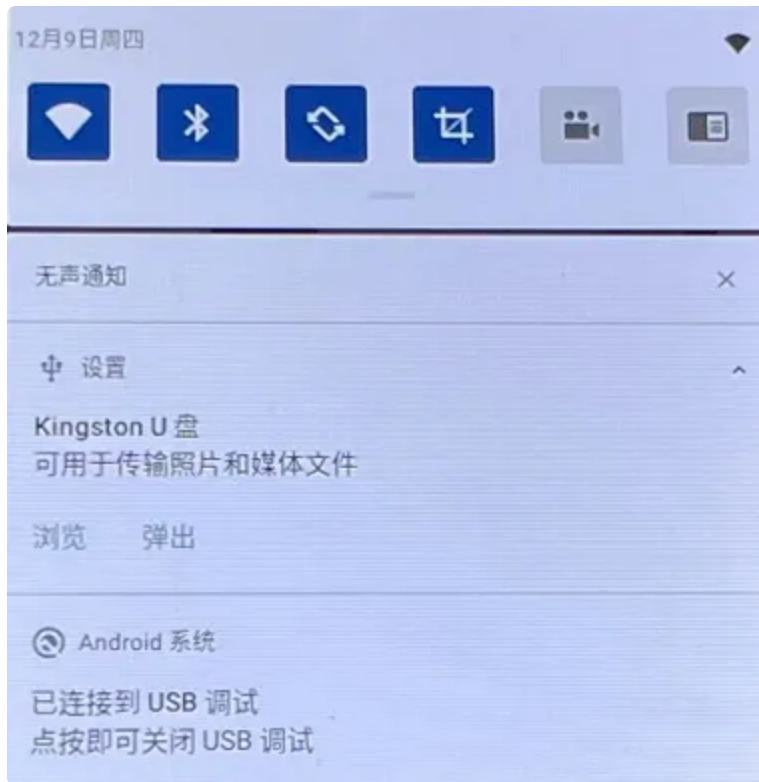 12月9日周四
无声通知
设置
Kingston U 盘
可用于传输照片和媒体文件
浏览 弹出
Android 系统
已连接到 USB 调试
点按即可关闭 USB 调试